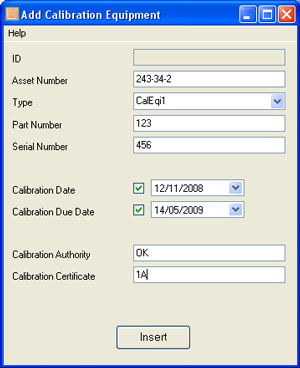 Add Calibration Equipment
Help
ID
Asset Number 243-34-2
Type CalEqi1
Part Number 123
Serial Number 456
Calibration Date 12/11/2008
Calibration Due Date 14/05/2009
Calibration Authority OK
Calibration Certificate 1A
Insert